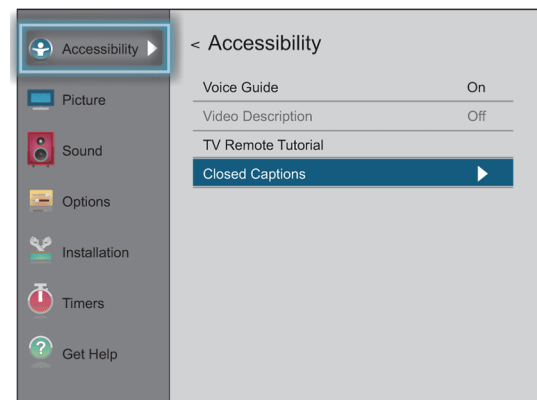 Accessibility
Picture
Sound
Options
Installation
Timers
? Get Help
< Accessibility
Voice Guide On
Video Description Off
TV Remote Tutorial
Closed Captions